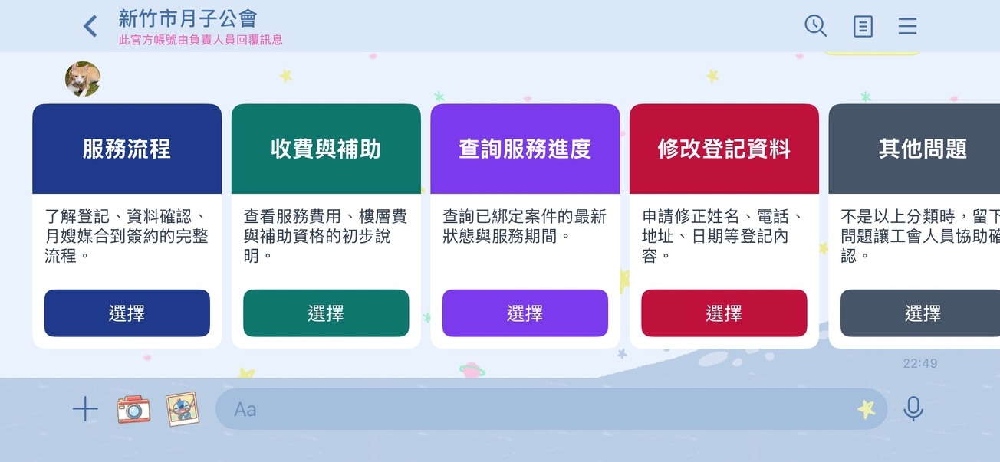 新竹市月子公會
此官方帳號由負責人員回覆訊息
服務流程
了解登記、資料確認、
月嫂媒合到簽約的完整
流程。
選擇
收費與補助
查看服務費用、樓層費
與補助資格的初步說
明。
選擇
查詢服務進度
查詢已綁定案件的最新
狀態與服務期間。
選擇
修改登記資料
申請修正姓名、電話、
地址、日期等登記內
容。
選擇
其他問題
不是以上分類時，留下
問題讓工會人員協助確
認。
選擇
22:49
Aa